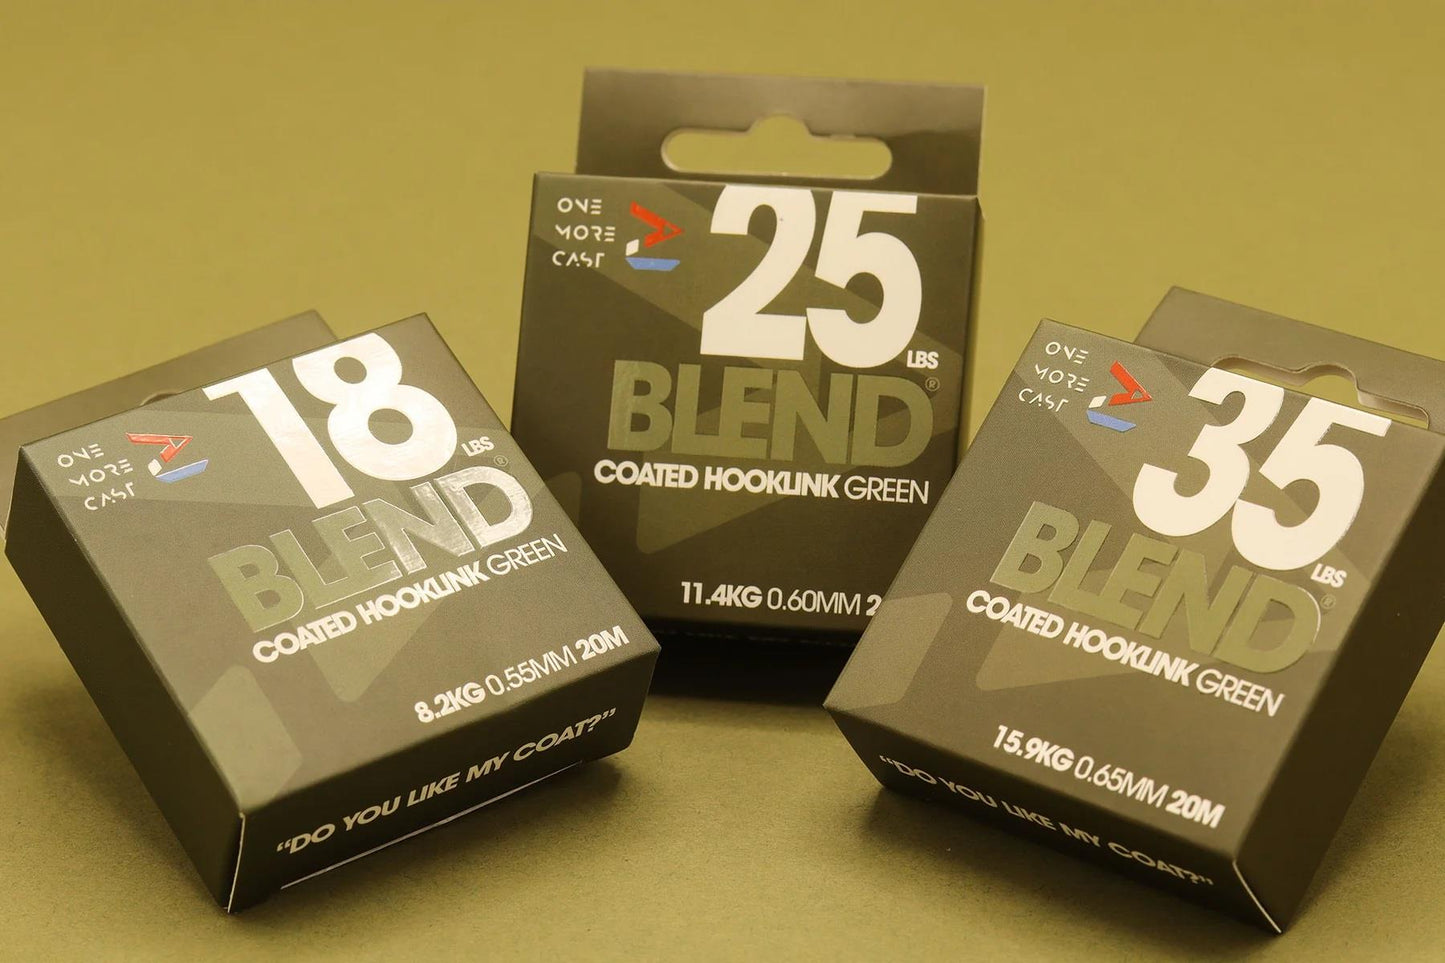 ONE
MORE
CAST
18
LBS
BLEND®
COATED HOOKLINK GREEN
8.2KG 0.55MM 20M
“DO YOU LIKE MY COAT?”
ONE
MORE
CAST
25
LBS
BLEND®
COATED HOOKLINK GREEN
11.4KG 0.60MM 2
ONE
MORE
CAST
35
LBS
BLEND®
COATED HOOKLINK GREEN
15.9KG 0.65MM 20M
“DO YOU LIKE MY COAT?”